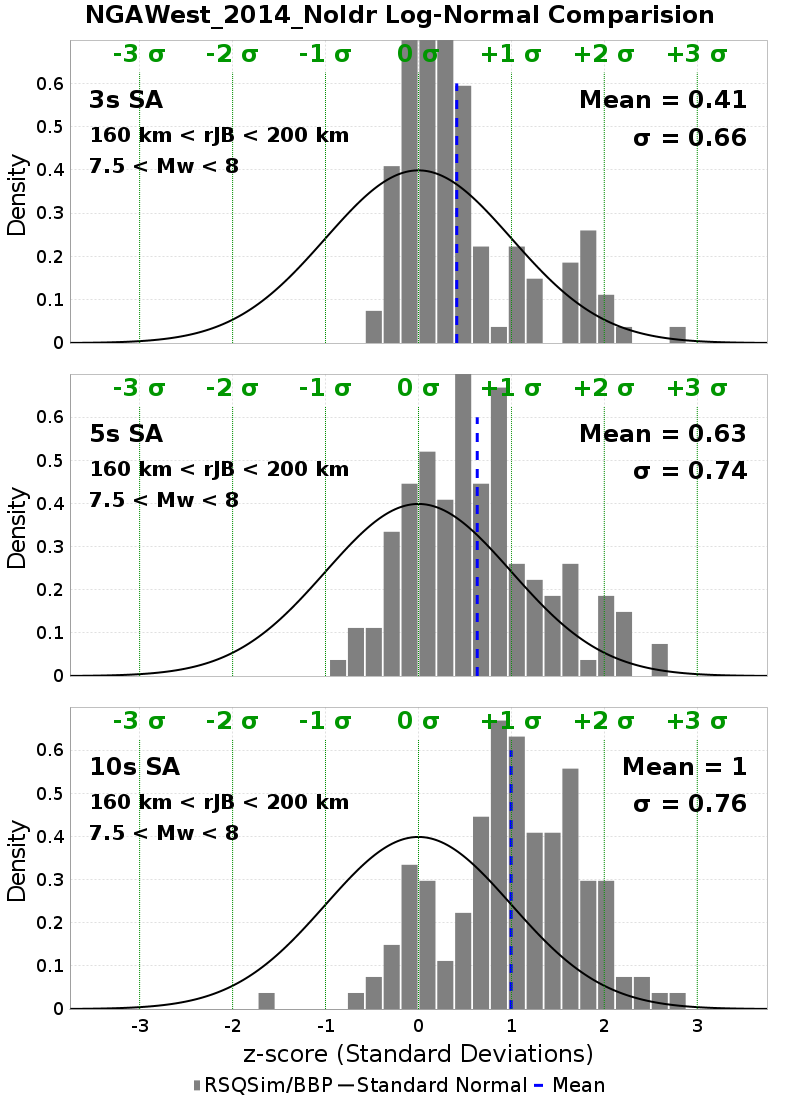 NGAWest_2014_NoIdr Log-Normal Comparision
-3 σ -2 σ -1 σ 0 σ +1 σ +2 σ +3 σ
3s SA
160 km < rJB < 200 km
7.5 < Mw < 8
Mean = 0.41
σ = 0.66
Density
0.6
0.5
0.4
0.3
0.2
0.1
0
-3 σ -2 σ -1 σ 0 σ +1 σ +2 σ +3 σ
5s SA
160 km < rJB < 200 km
7.5 < Mw < 8
Mean = 0.63
σ = 0.74
Density
0.6
0.5
0.4
0.3
0.2
0.1
0
-3 σ -2 σ -1 σ 0 σ +1 σ +2 σ +3 σ
10s SA
160 km < rJB < 200 km
7.5 < Mw < 8
Mean = 1
σ = 0.76
Density
0.6
0.5
0.4
0.3
0.2
0.1
0
-3 -2 -1 0 1 2 3
z-score (Standard Deviations)
RSQSim/BBP Standard Normal Mean